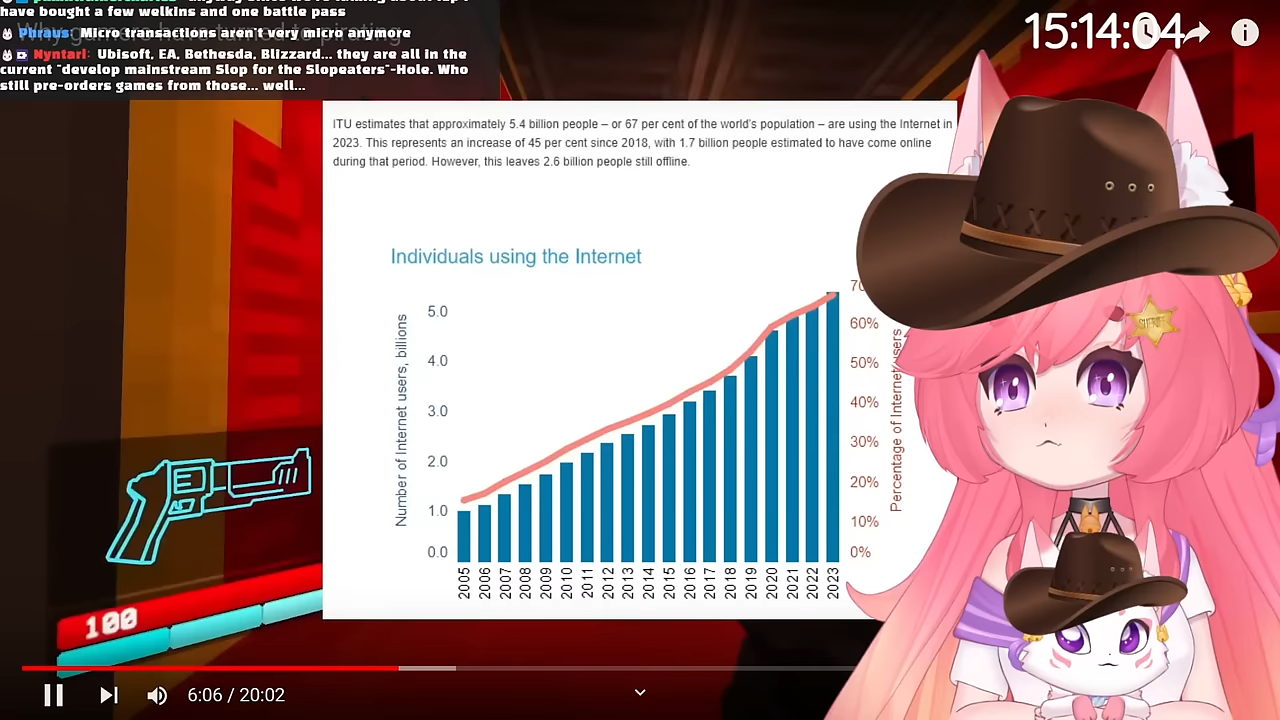 have bought a few welkins and one battle pass
Phraus: Micro transactions aren't very micro anymore
Nyntari: Ubisoft, EA, Bethesda, Blizzard... they are all in the
current "develop mainstream Slop for the Slopeaters"-Hole. Who
still pre-orders games from those... well...
15:14:04
ITU estimates that approximately 5.4 billion people – or 67 per cent of the world's population – are using the Internet in
2023. This represents an increase of 45 per cent since 2018, with 1.7 billion people estimated to have come online
during that period. However, this leaves 2.6 billion people still offline.
Individuals using the Internet
Number of Internet users, billions
5.0
4.0
3.0
2.0
1.0
0.0
60%
50%
40%
30%
20%
10%
0%
Percentage of Internet users
2005 2006 2007 2008 2009 2010 2011 2012 2013 2014 2015 2016 2017 2018 2019 2020 2021 2022 2023
SHERIFF
100
6:06 / 20:02